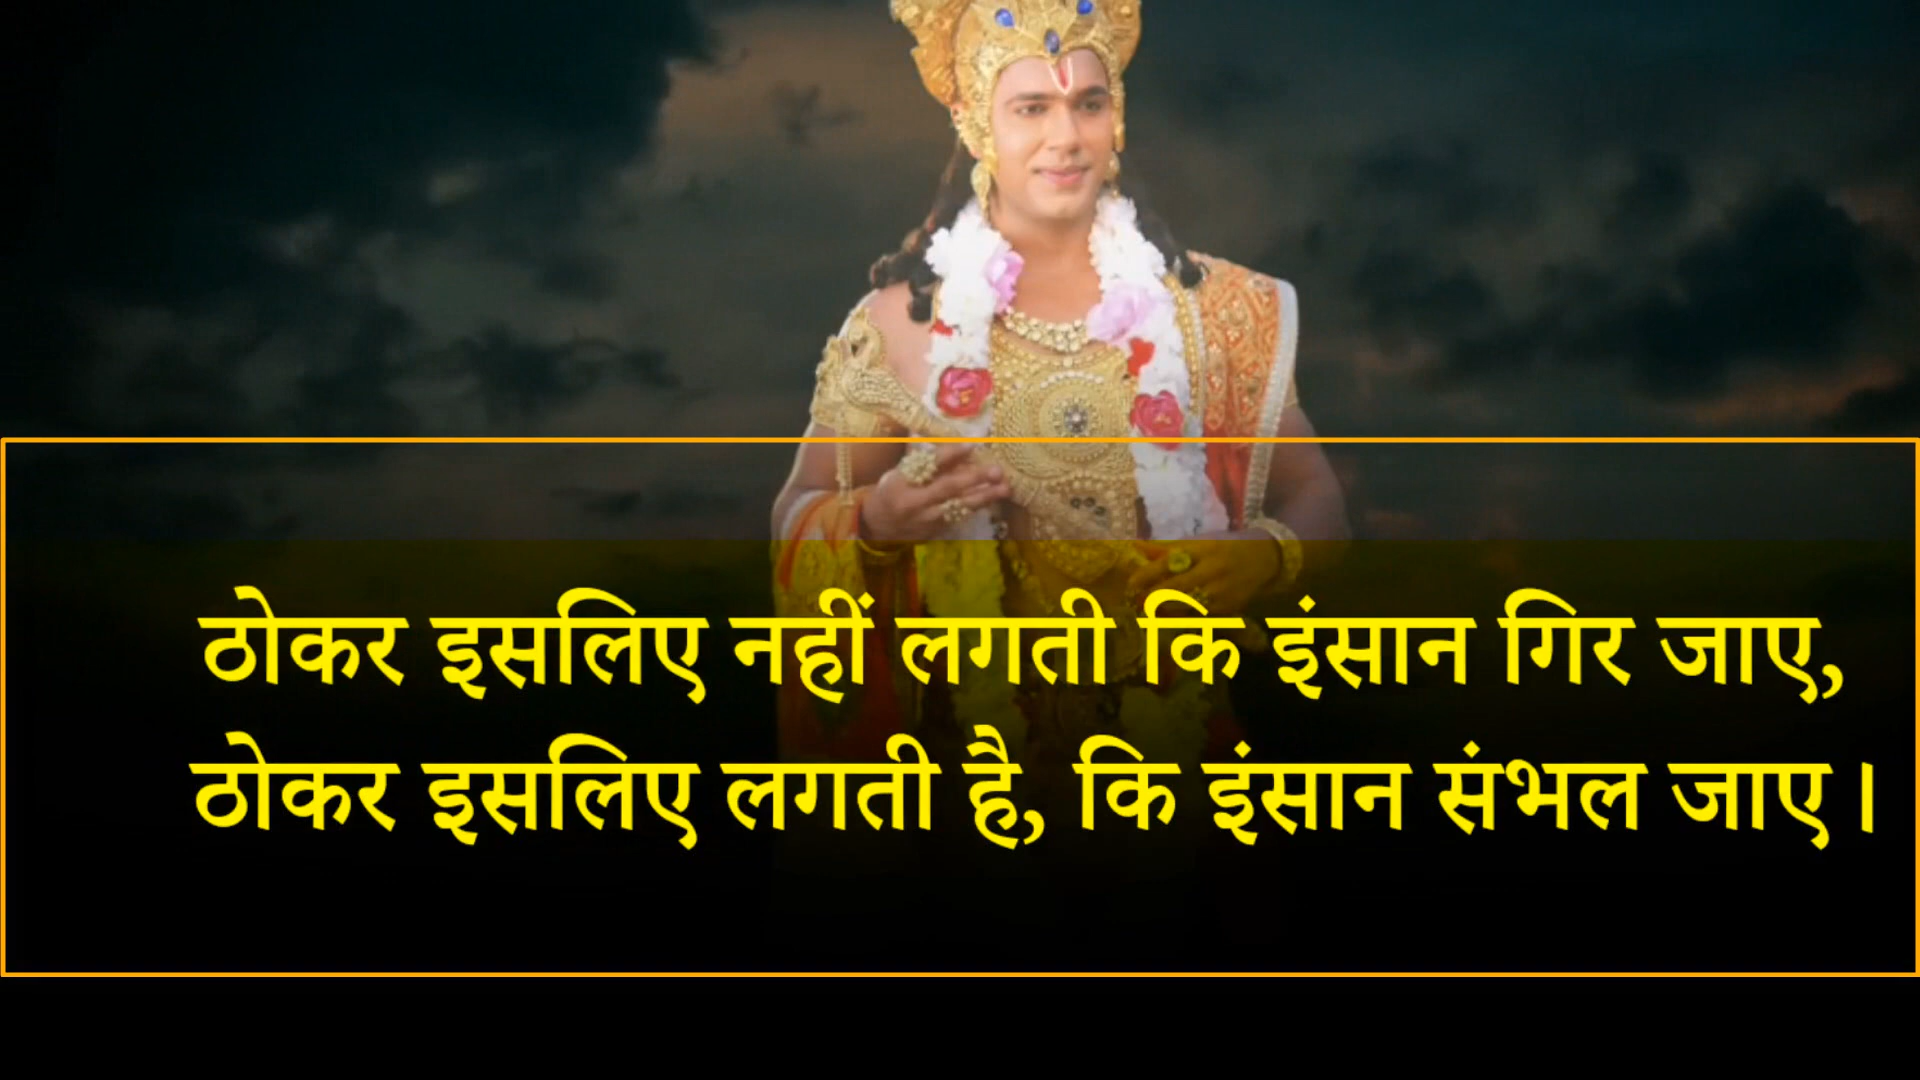 ठोकर इसलिए नहीं लगती कि इंसान गिर जाए,
ठोकर इसलिए लगती है, कि इंसान संभल जाए।